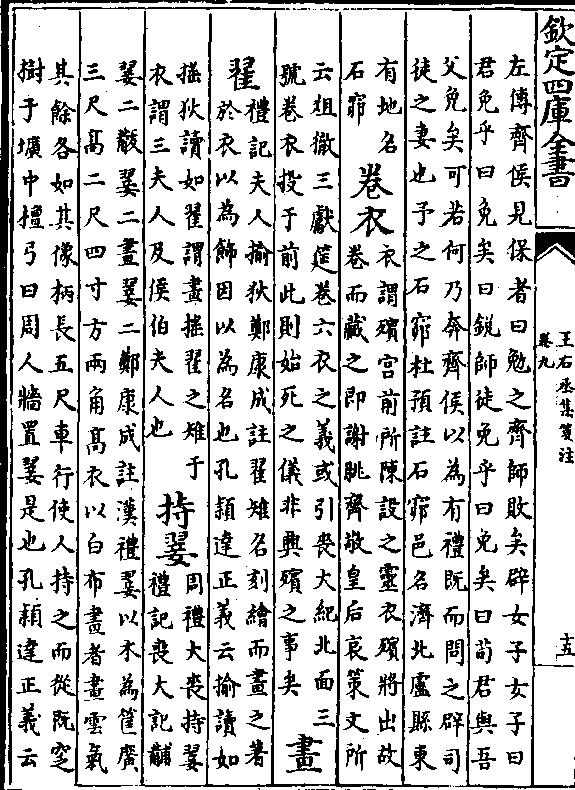 欽定四庫全書
王右丞集箋注
卷九
十五
左傳齊侯見保者曰勉之齊師敗矣辟女子女子曰
君免乎曰免矣曰鋭師徒免乎曰免矣曰苟君與吾
父免矣可若何乃奔齊侯以為有禮既而問之辟司
徒之妻也予之石窌杜預註石窌邑名濟北盧縣東
有地名
石窌
卷衣
衣謂殯宫前所陳設之靈衣殯將出故
卷而藏之即謝朓齊敬皇后哀策文所
云俎徹三獻筵卷六衣之義或引喪大紀北面三
號卷衣投于前此則始死之儀非興殯之事矣
畫
翟
禮記夫人揄狄鄭康成註翟雉名刻繪而畫之著
於衣以為飾因以為名也孔頴達正義云揄讀如
搖狄讀如翟謂畫搖翟之雉于
衣謂三夫人及侯伯夫人也
持翣
周禮大喪持翣
禮記喪大記黼
翣二黻翣二畫翣二鄭康成註漢禮翣以木為筐廣
三尺髙二尺四寸方兩角髙衣以白布畫者畫雲氣
其餘各如其像柄長五尺車行使人持之而從既窆
樹于壙中檀弓曰周人牆置翣是也孔穎達正義云